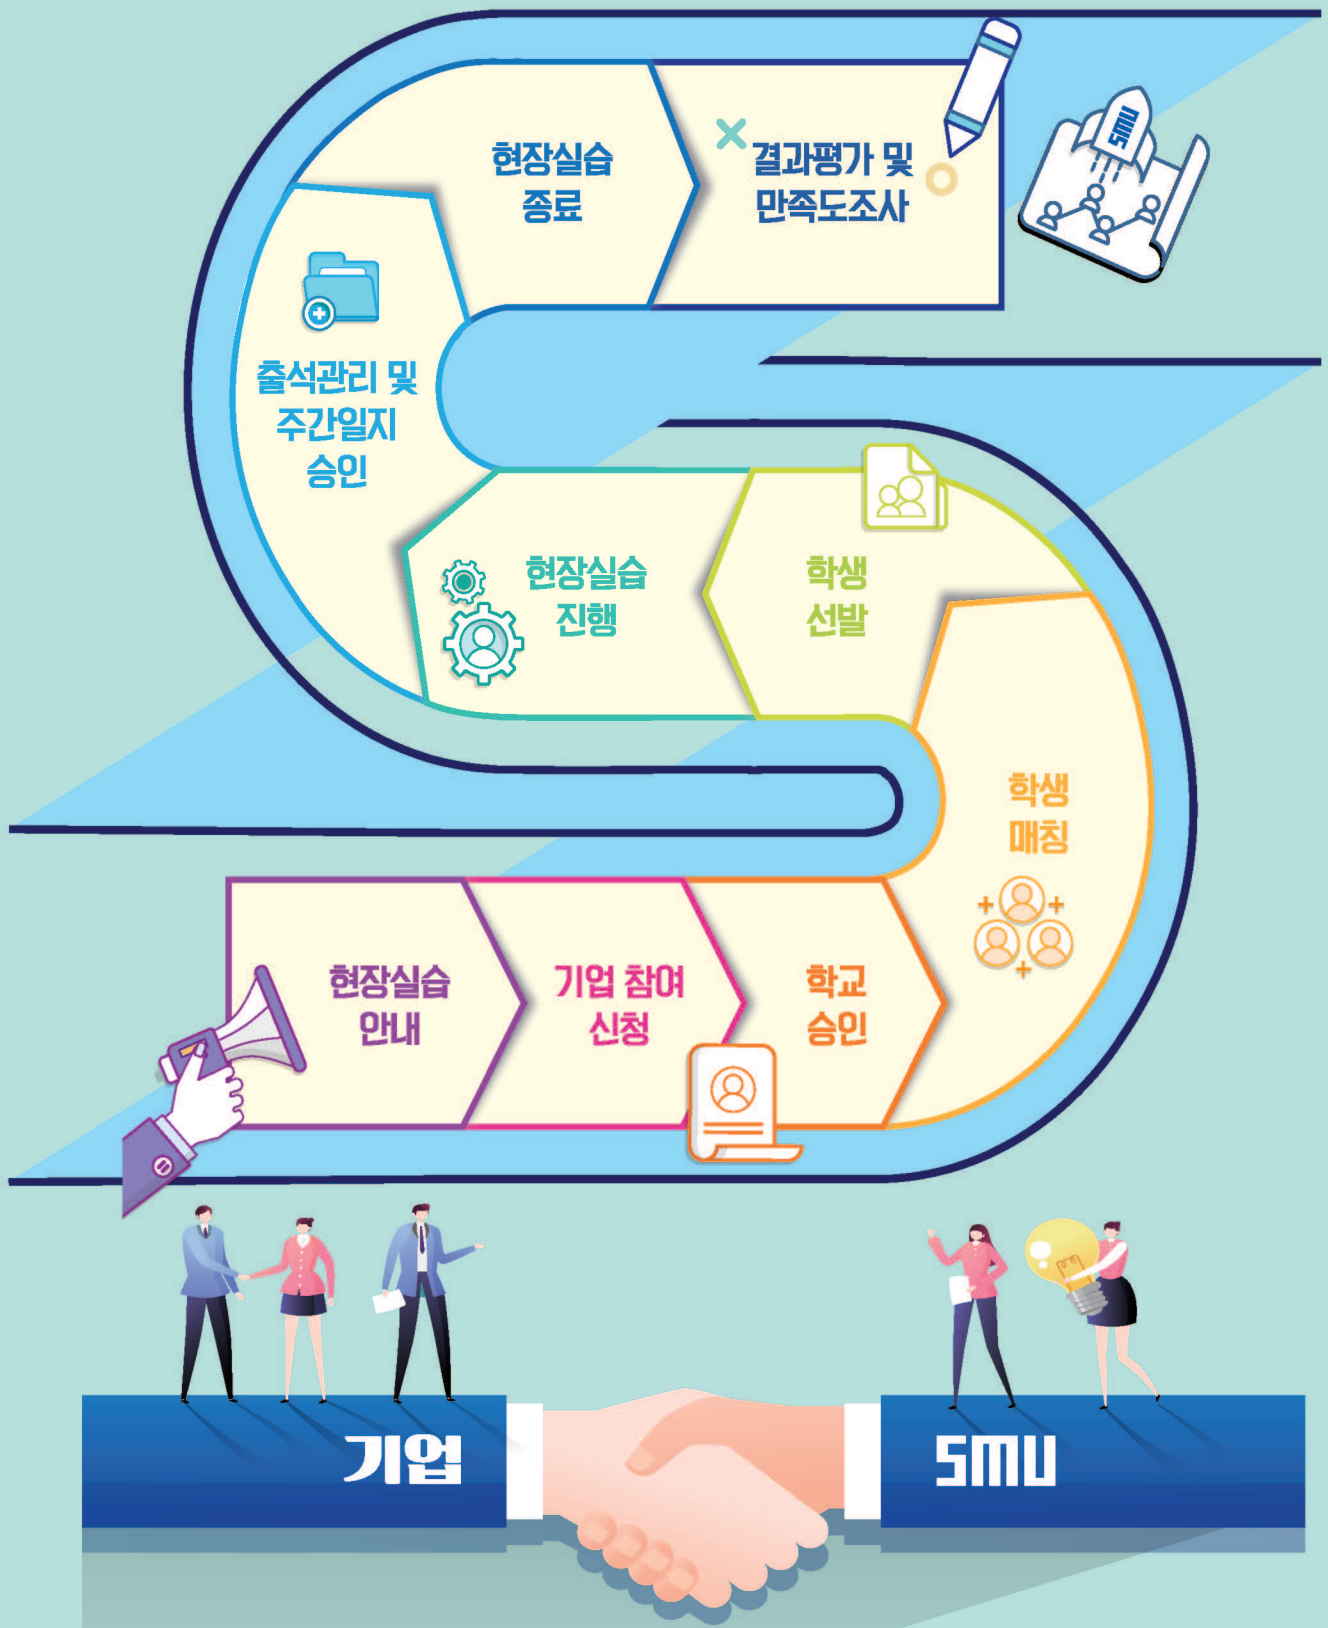 현장실습
종료
결과평가 및
만족도조사
SMU
출석관리 및
주간일지
승인
현장실습
진행
학생
선발
학생
매칭
현장실습
안내
기업 참여
신청
학교
승인
기업
SMU